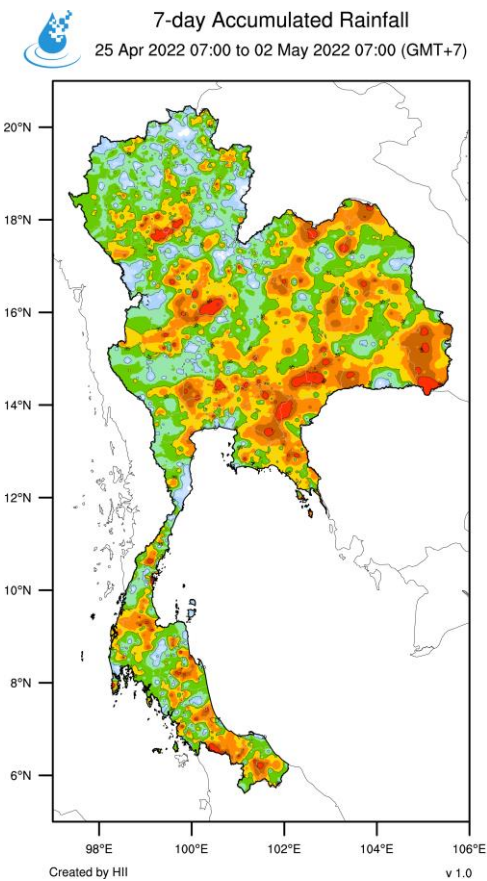 7-day Accumulated Rainfall
25 Apr 2022 07:00 to 02 May 2022 07:00 (GMT+7)
20°N
18°N
16°N
14°N
12°N
10°N
8°N
6°N
98°E 100°E 102°E 104°E 106°E
Created by HII v 1.0